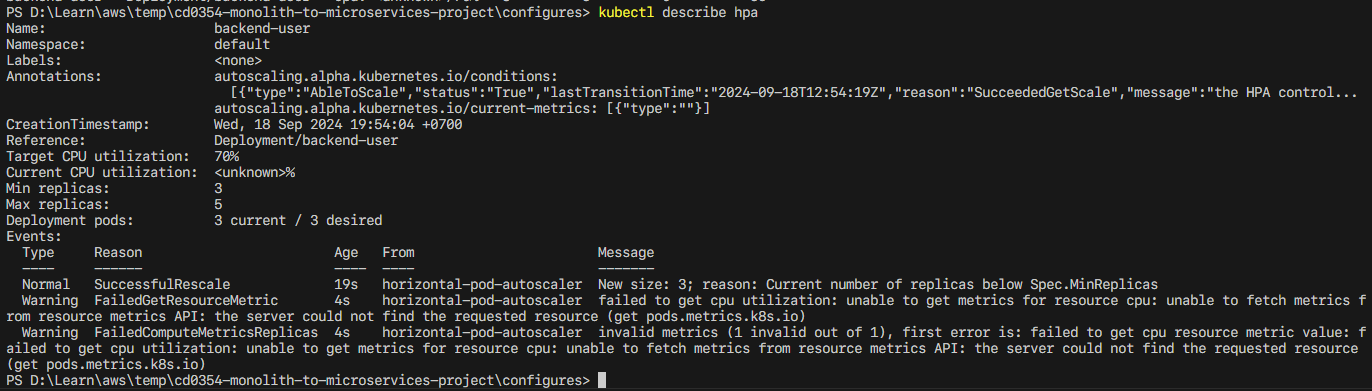 PS D:\Learn\aws\temp\cd0354-monolith-to-microservices-project\configures> kubectl describe hpa
Name:                      backend-user
Namespace:                 default
Labels:                    <none>
Annotations:               autoscaling.alpha.kubernetes.io/conditions:
                             [{"type":"AbleToScale","status":"True","lastTransitionTime":"2024-09-18T12:54:19Z","reason":"SucceededGetScale","message":"the HPA control...
                           autoscaling.alpha.kubernetes.io/current-metrics: [{"type":""}]
CreationTimestamp:         Wed, 18 Sep 2024 19:54:04 +0700
Reference:                 Deployment/backend-user
Target CPU utilization:    70%
Current CPU utilization:   <unknown>%
Min replicas:              3
Max replicas:              5
Deployment pods:           3 current / 3 desired
Events:
  Type     Reason                        Age   From                       Message
  ----     ------                        ----  ----                       -------
  Normal   SuccessfulRescale             19s   horizontal-pod-autoscaler  New size: 3; reason: Current number of replicas below Spec.MinReplicas
  Warning  FailedGetResourceMetric       4s    horizontal-pod-autoscaler  failed to get cpu utilization: unable to get metrics for resource cpu: unable to fetch metrics f
rom resource metrics API: the server could not find the requested resource (get pods.metrics.k8s.io)
  Warning  FailedComputeMetricsReplicas  4s    horizontal-pod-autoscaler  invalid metrics (1 invalid out of 1), first error is: failed to get cpu resource metric value: f
ailed to get cpu utilization: unable to get metrics for resource cpu: unable to fetch metrics from resource metrics API: the server could not find the requested resource
(get pods.metrics.k8s.io)
PS D:\Learn\aws\temp\cd0354-monolith-to-microservices-project\configures>